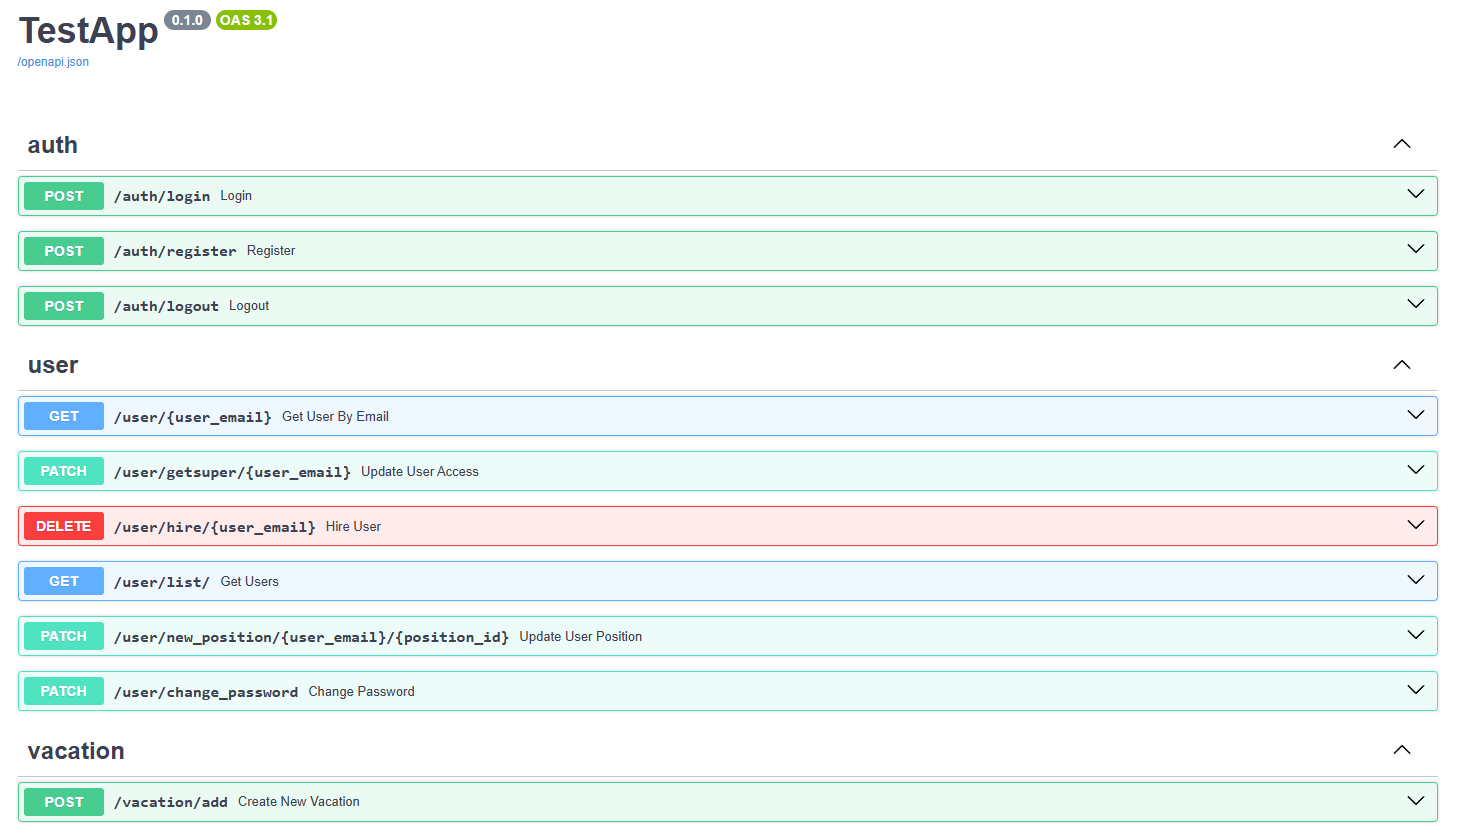 TestApp 0.1.0 OAS 3.1
/openapi.json
auth
POST /auth/login Login
POST /auth/register Register
POST /auth/logout Logout
user
GET /user/{user_email} Get User By Email
PATCH /user/getsuper/{user_email} Update User Access
DELETE /user/hire/{user_email} Hire User
GET /user/list/ Get Users
PATCH /user/new_position/{user_email}/{position_id} Update User Position
PATCH /user/change_password Change Password
vacation
POST /vacation/add Create New Vacation